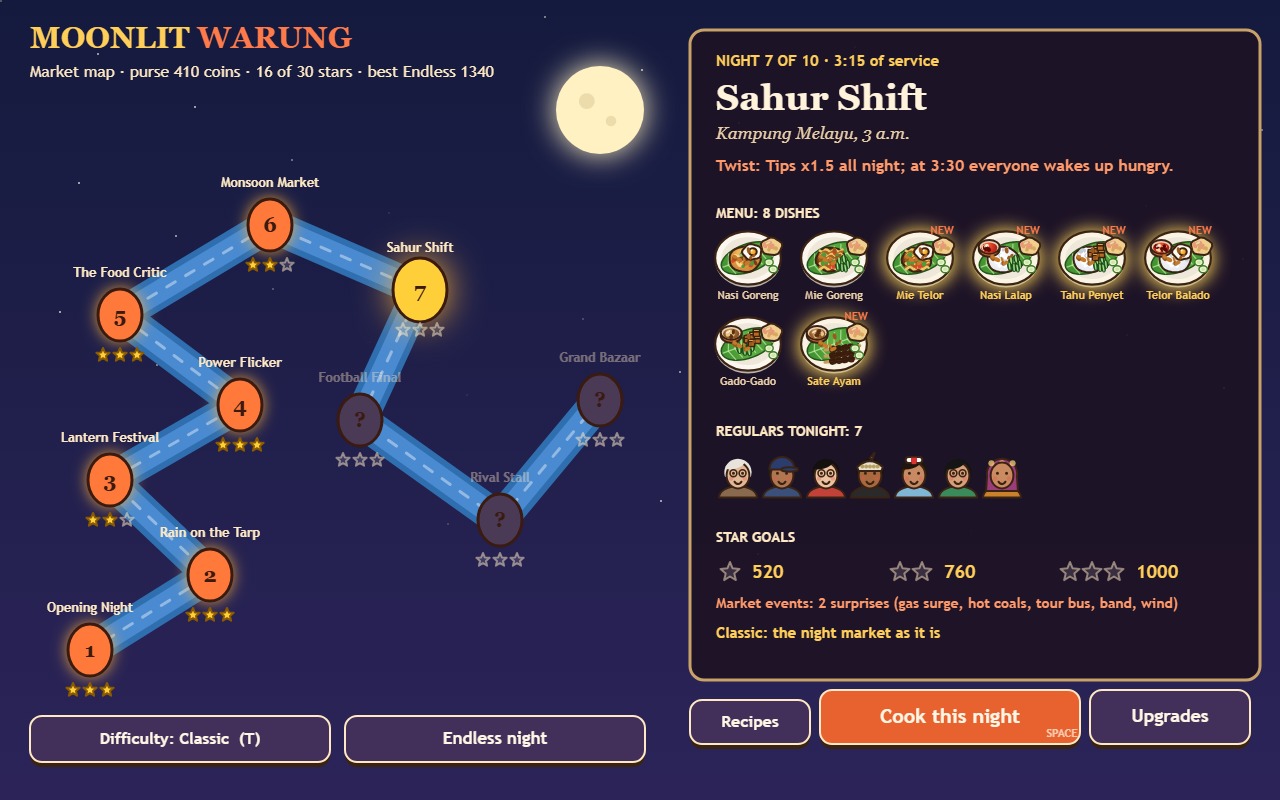 MOONLIT WARUNG
Market map · purse 410 coins · 16 of 30 stars · best Endless 1340
Monsoon Market
6
Sahur Shift
7
The Food Critic
5
Power Flicker
4
Football Final
?
Grand Bazaar
?
Lantern Festival
3
Rival Stall
?
Rain on the Tarp
2
Opening Night
1
Difficulty: Classic (T)
Endless night
NIGHT 7 OF 10 · 3:15 of service
Sahur Shift
Kampung Melayu, 3 a.m.
Twist: Tips x1.5 all night; at 3:30 everyone wakes up hungry.
MENU: 8 DISHES
NEW NEW NEW NEW
Nasi Goreng Mie Goreng Mie Telor Nasi Lalap Tahu Penyet Telor Balado
NEW
Gado-Gado Sate Ayam
REGULARS TONIGHT: 7
STAR GOALS
520 760 1000
Market events: 2 surprises (gas surge, hot coals, tour bus, band, wind)
Classic: the night market as it is
Recipes
Cook this night
SPACE
Upgrades